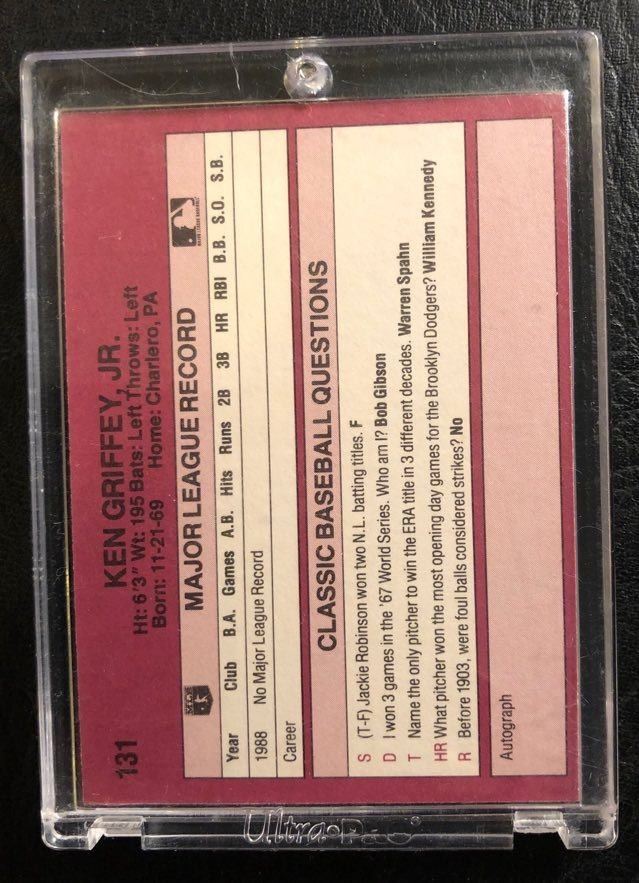 131
KEN GRIFFEY, JR.
Ht: 6'3" Wt: 195 Bats: Left Throws: Left
Born: 11-21-69 Home: Charlero, PA
MAJOR LEAGUE RECORD
Year Club B.A. Games A.B. Hits Runs 2B 3B HR RBI B.B. S.O. S.B.
1988 No Major League Record
Career
CLASSIC BASEBALL QUESTIONS
S (T-F) Jackie Robinson won two N.L. batting titles. F
D I won 3 games in the '67 World Series. Who am I? Bob Gibson
T Name the only pitcher to win the ERA title in 3 different decades. Warren Spahn
HR What pitcher won the most opening day games for the Brooklyn Dodgers? William Kennedy
R Before 1903, were foul balls considered strikes? No
Autograph
Ultra•PRO®